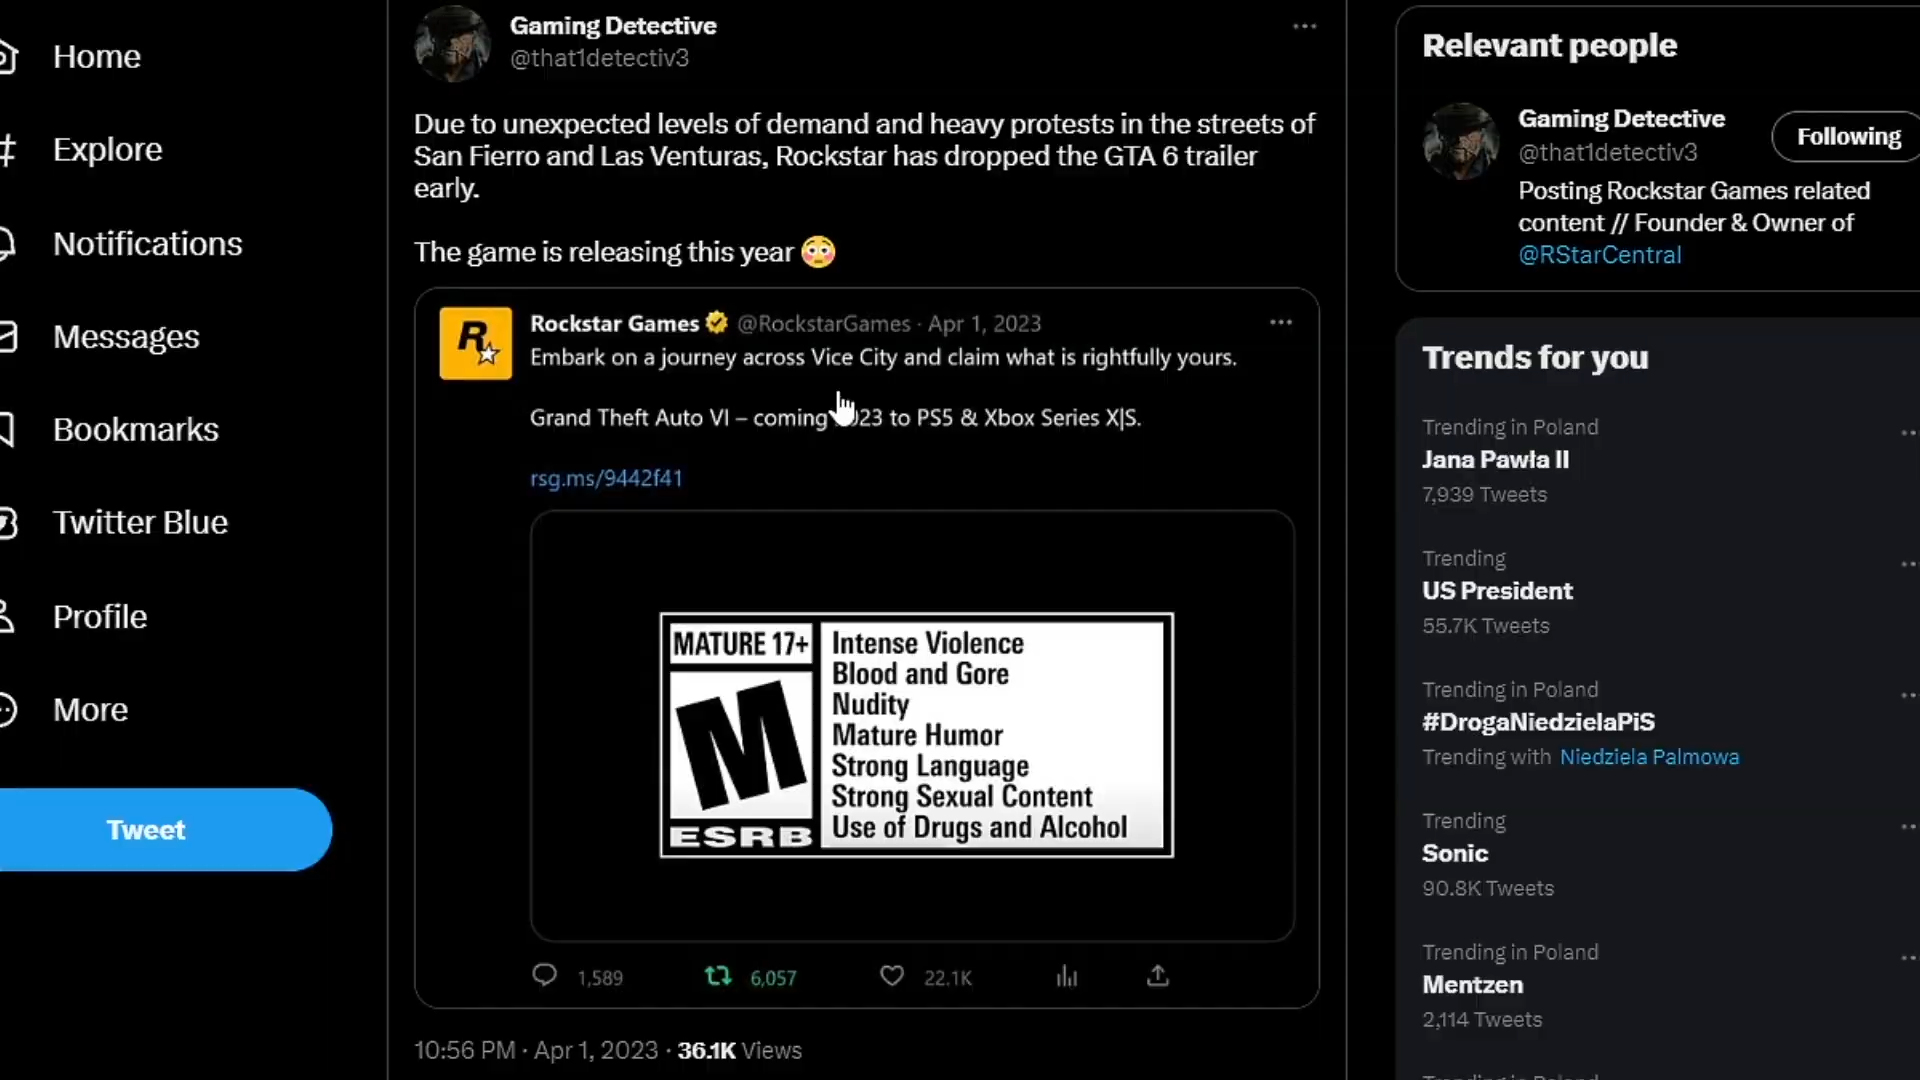 Home
Explore
Notifications
Messages
Bookmarks
Twitter Blue
Profile
More
Tweet
Gaming Detective
@that1detectiv3
Due to unexpected levels of demand and heavy protests in the streets of
San Fierro and Las Venturas, Rockstar has dropped the GTA 6 trailer
early.
The game is releasing this year 😳
Rockstar Games @RockstarGames · Apr 1, 2023
Embark on a journey across Vice City and claim what is rightfully yours.
Grand Theft Auto VI – coming 2023 to PS5 & Xbox Series X|S.
rsg.ms/9442f41
MATURE 17+
M
ESRB
Intense Violence
Blood and Gore
Nudity
Mature Humor
Strong Language
Strong Sexual Content
Use of Drugs and Alcohol
1,589 6,057 22.1K
10:56 PM · Apr 1, 2023 · 36.1K Views
Relevant people
Gaming Detective
@that1detectiv3
Following
Posting Rockstar Games related
content // Founder & Owner of
@RStarCentral
Trends for you
Trending in Poland
Jana Pawła II
7,939 Tweets
Trending
US President
55.7K Tweets
Trending in Poland
#DrogaNiedzielaPiS
Trending with Niedziela Palmowa
Trending
Sonic
90.8K Tweets
Trending in Poland
Mentzen
2,114 Tweets
Trending in Poland